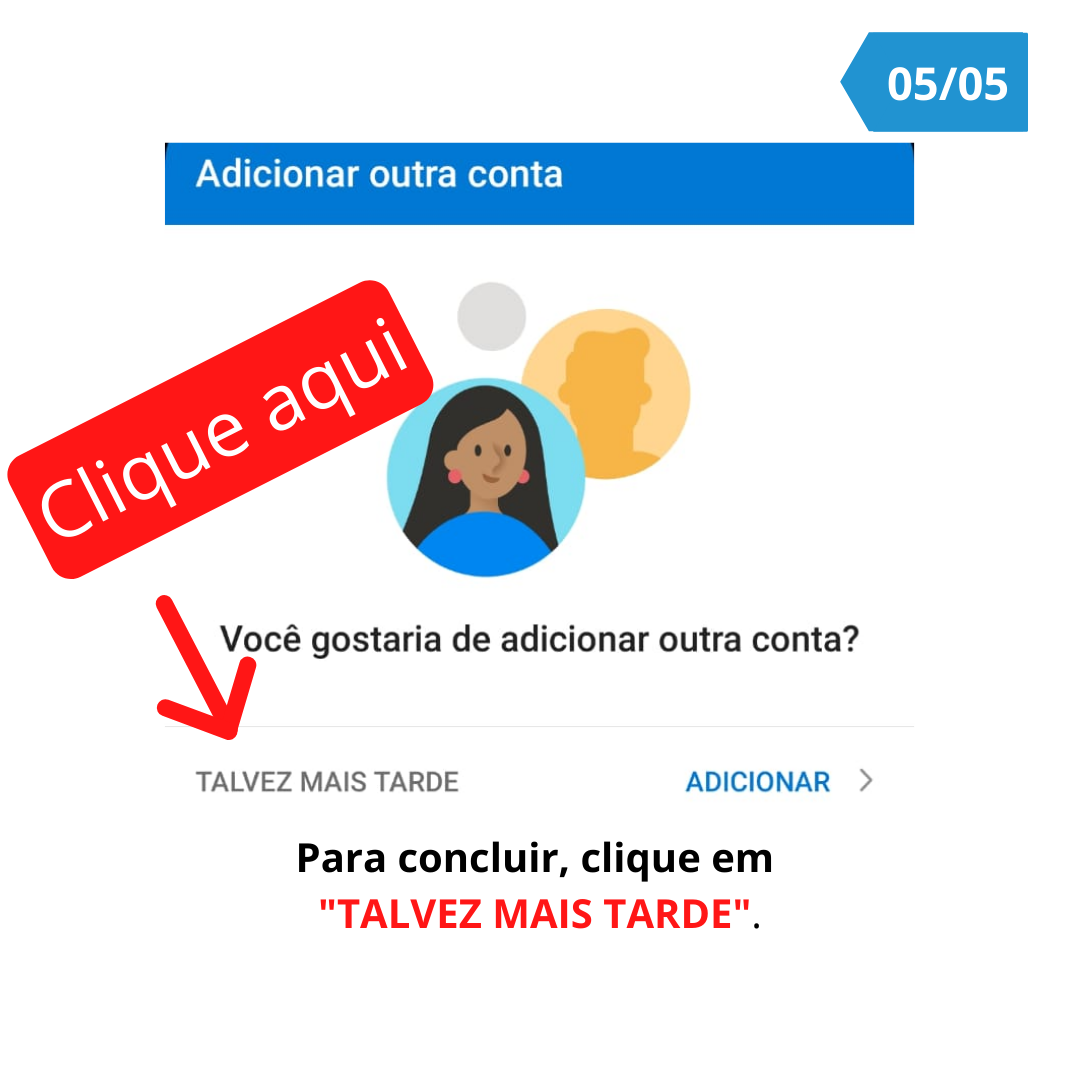 05/05
Adicionar outra conta
Clique aqui
Você gostaria de adicionar outra conta?
TALVEZ MAIS TARDE
ADICIONAR
Para concluir, clique em
"TALVEZ MAIS TARDE".